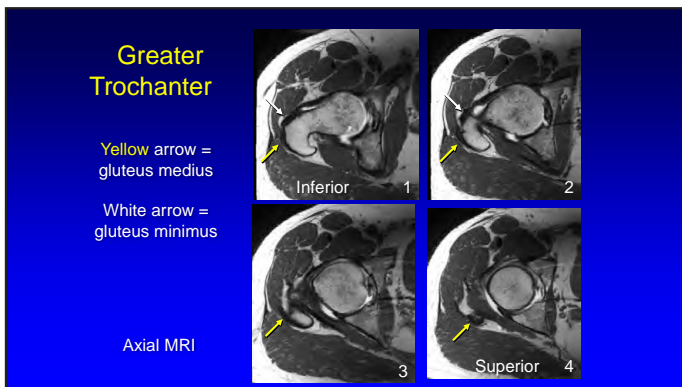 Greater
Trochanter
Yellow arrow =
gluteus medius
White arrow =
gluteus minimus
Axial MRI
Inferior
1
2
3
Superior
4